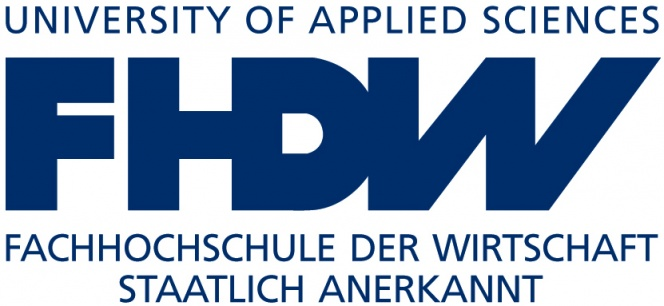 UNIVERSITY OF APPLIED SCIENCES
FHDW
FACHHOCHSCHULE DER WIRTSCHAFT
STAATLICH ANERKANNT